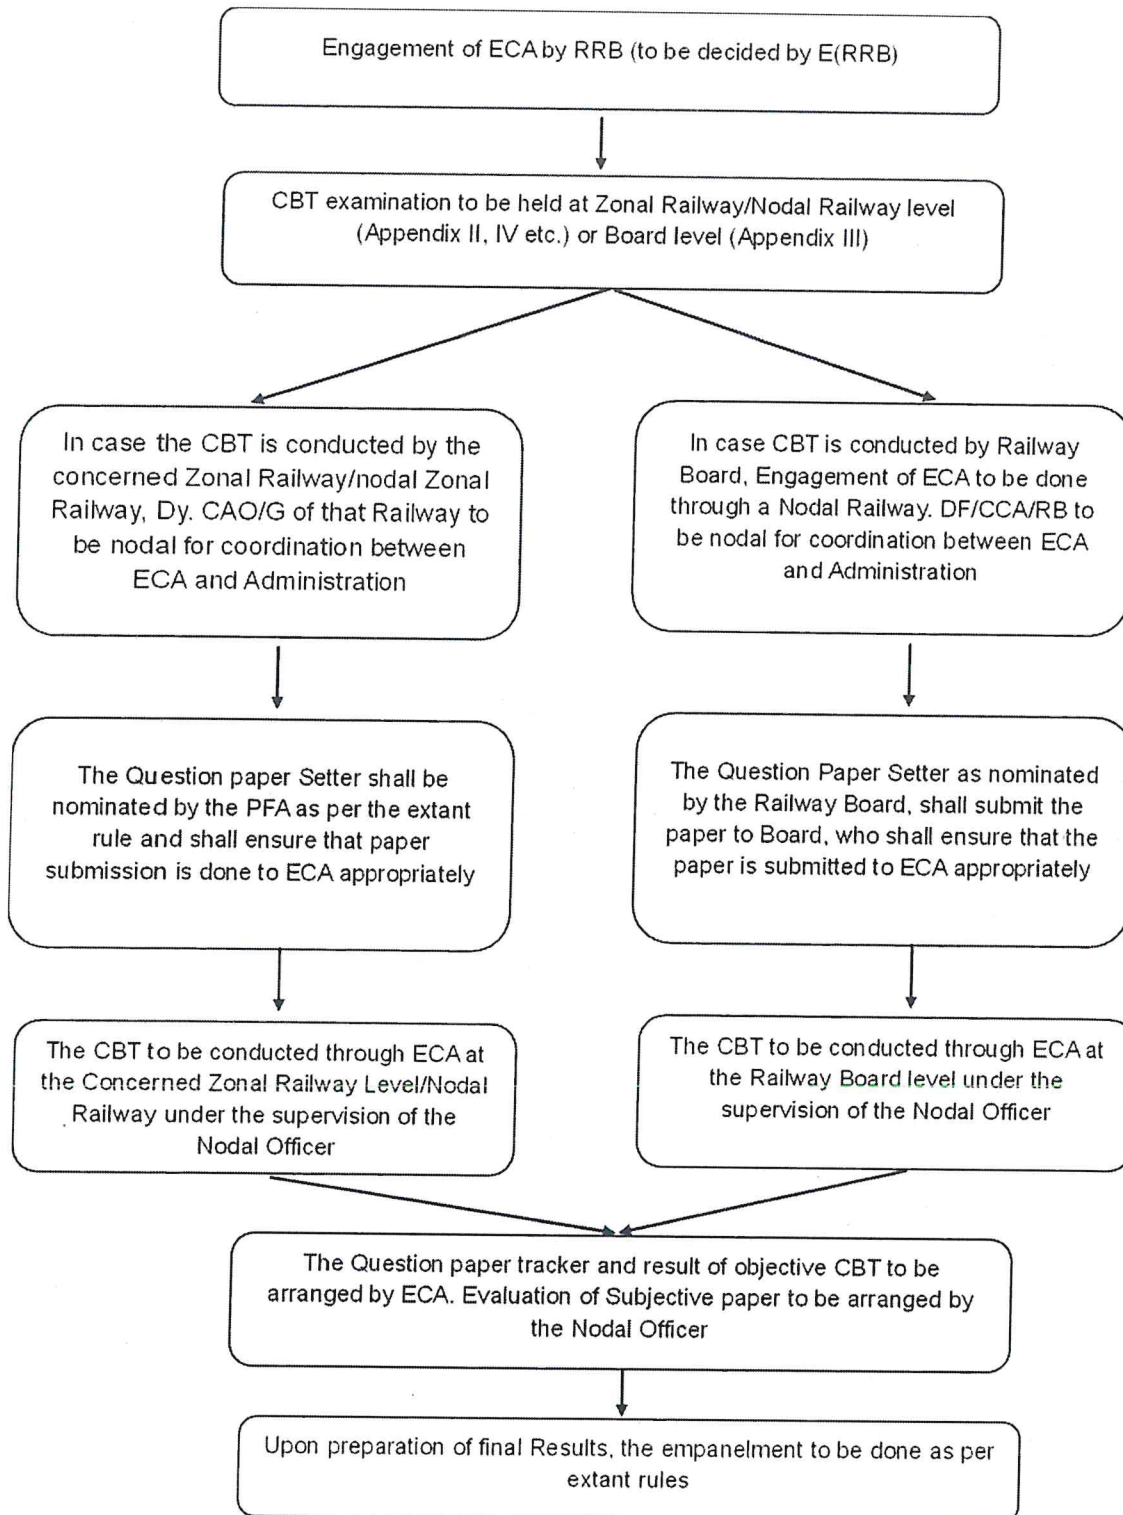 Engagement of ECA by RRB (to be decided by E(RRB)
CBT examination to be held at Zonal Railway/Nodal Railway level
(Appendix II, IV etc.) or Board level (Appendix III)
In case the CBT is conducted by the
concerned Zonal Railway/nodal Zonal
Railway, Dy. CAO/G of that Railway to
be nodal for coordination between
ECA and Administration
In case CBT is conducted by Railway
Board, Engagement of ECA to be done
through a Nodal Railway. DF/CCA/RB to
be nodal for coordination between ECA
and Administration
The Question paper Setter shall be
nominated by the PFA as per the extant
rule and shall ensure that paper
submission is done to ECA appropriately
The Question Paper Setter as nominated
by the Railway Board, shall submit the
paper to Board, who shall ensure that the
paper is submitted to ECA appropriately
The CBT to be conducted through ECA at
the Concerned Zonal Railway Level/Nodal
Railway under the supervision of the
Nodal Officer
The CBT to be conducted through ECA at
the Railway Board level under the
supervision of the Nodal Officer
The Question paper tracker and result of objective CBT to be
arranged by ECA. Evaluation of Subjective paper to be arranged by
the Nodal Officer
Upon preparation of final Results, the empanelment to be done as per
extant rules